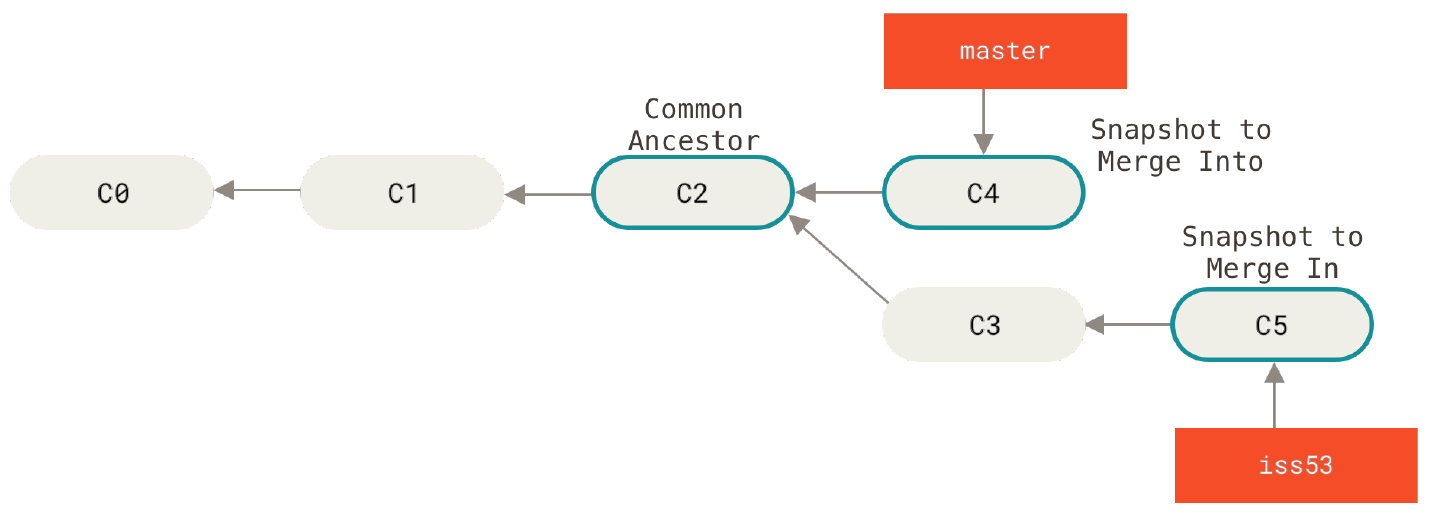 master
Common
Ancestor
Snapshot to
Merge Into
C0
C1
C2
C4
Snapshot to
Merge In
C3
C5
iss53